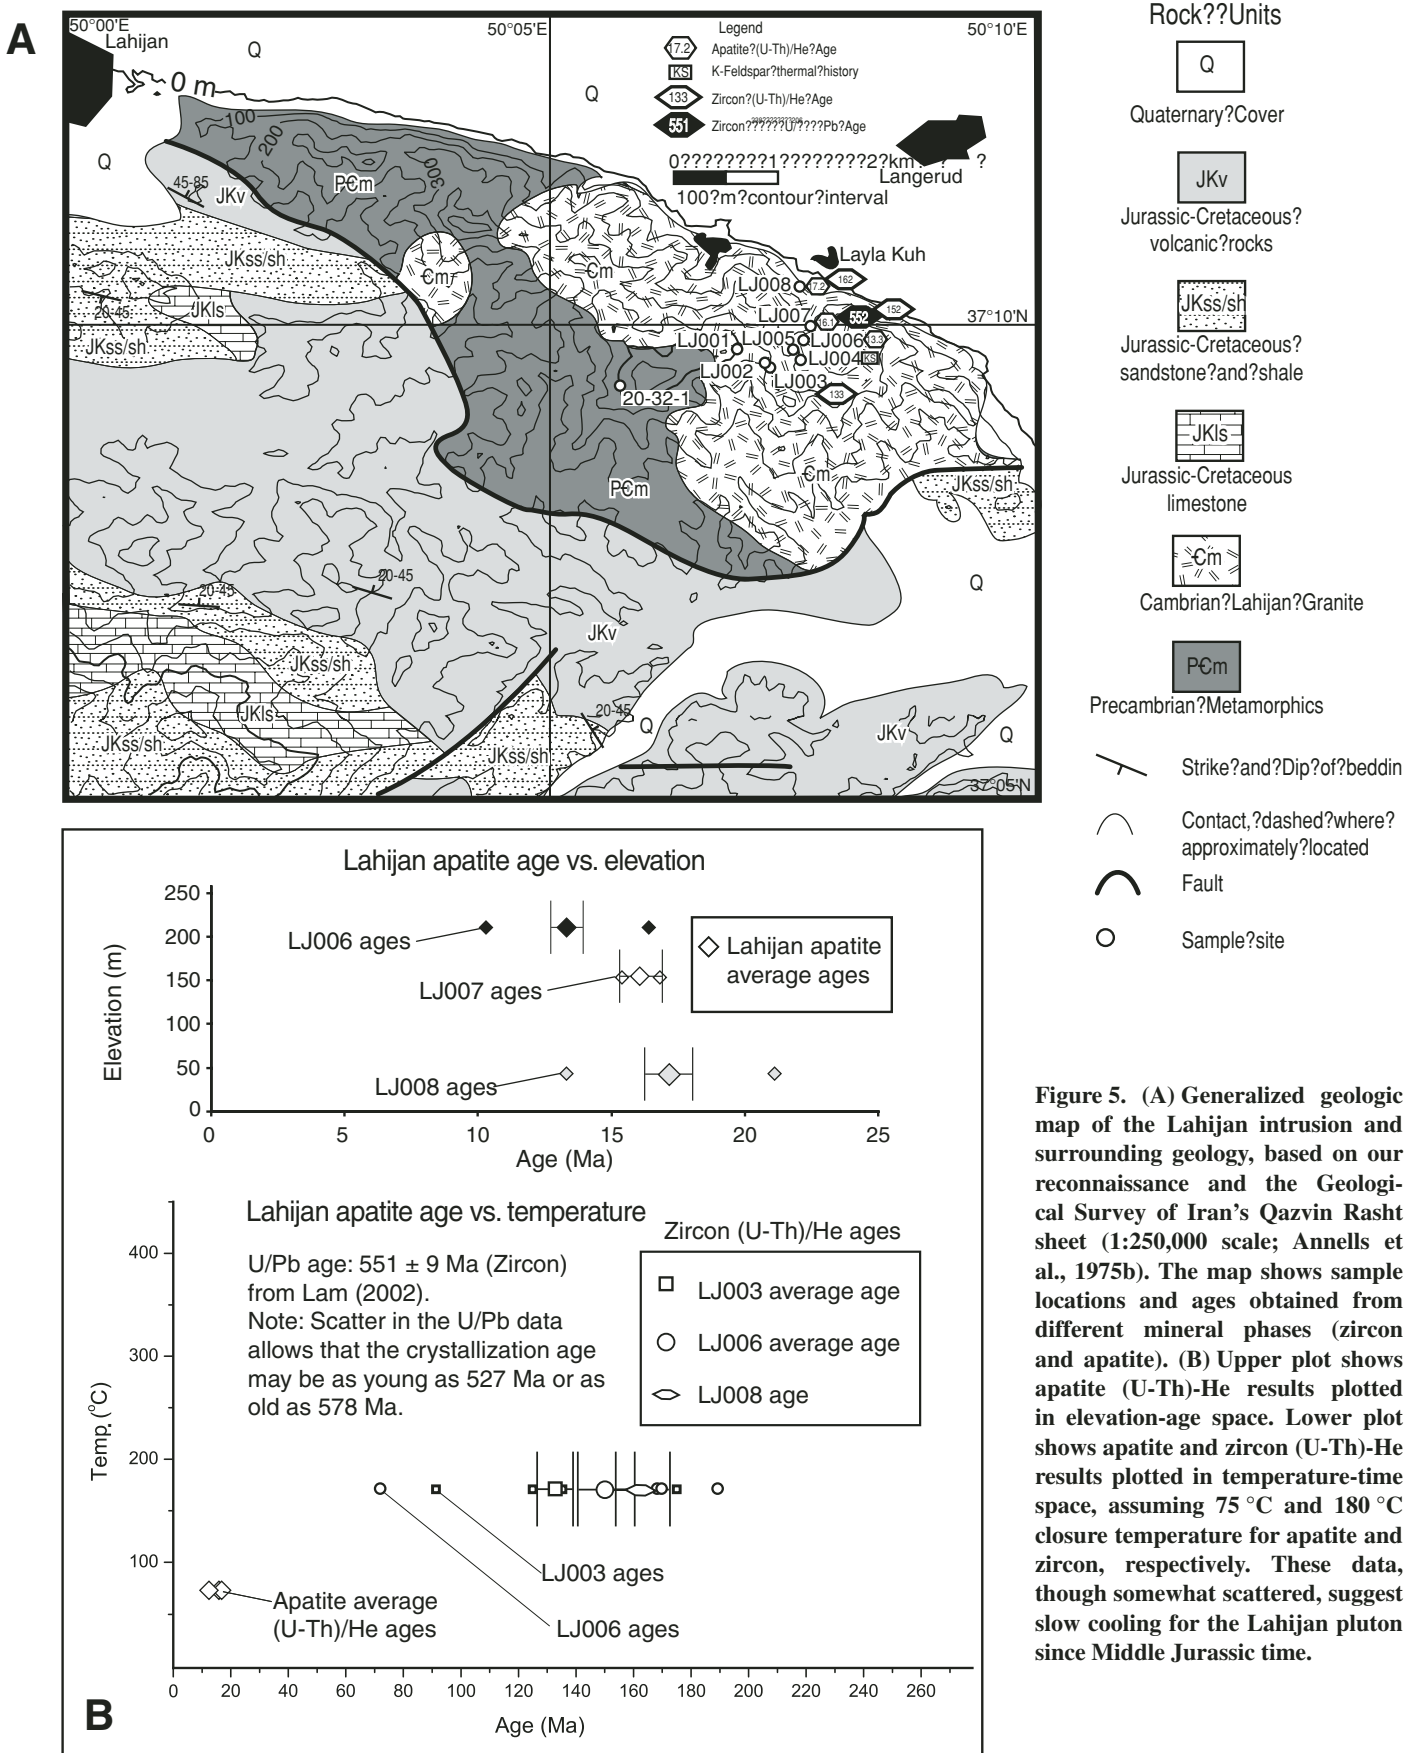 A
50°00'E
50°05'E
50°10'E
Lahijan
Q
0 m
Q
Legend
17.2 Apatite?(U-Th)/He?Age
KS K-Feldspar?thermal?history
133 Zircon?(U-Th)/He?Age
551 Zircon??????U/????Pb?Age
0????????1????????2?km? ? ?
Langerud
100?m?contour?interval
100
200
300
Q
45-85
JKv
PЄm
JKss/sh
Єm
Єm
Layla Kuh
LJ008
17.2
162
20-45
JKls
LJ007
16.1
552
152
37°10'N
JKss/sh
LJ001
LJ005
LJ006
13.3
LJ004
KS
LJ002
LJ003
20-32-1
133
PЄm
Єm
JKss/sh
20-45
20-45
Q
JKv
JKss/sh
JKls
20-45
Q
JKv
Q
JKss/sh
JKss/sh
37°05'N
Rock??Units
Q
Quaternary?Cover
JKv
Jurassic-Cretaceous?
volcanic?rocks
JKss/sh
Jurassic-Cretaceous?
sandstone?and?shale
JKls
Jurassic-Cretaceous
limestone
Єm
Cambrian?Lahijan?Granite
PЄm
Precambrian?Metamorphics
Strike?and?Dip?of?beddin
Contact,?dashed?where?
approximately?located
Fault
Sample?site
Lahijan apatite age vs. elevation
Elevation (m)
250
200
150
100
50
0
LJ006 ages
LJ007 ages
LJ008 ages
Lahijan apatite
average ages
0 5 10 15 20 25
Age (Ma)
Lahijan apatite age vs. temperature
U/Pb age: 551 ± 9 Ma (Zircon)
from Lam (2002).
Note: Scatter in the U/Pb data
allows that the crystallization age
may be as young as 527 Ma or as
old as 578 Ma.
Zircon (U-Th)/He ages
LJ003 average age
LJ006 average age
LJ008 age
Temp. (°C)
400
300
200
100
LJ003 ages
LJ006 ages
Apatite average
(U-Th)/He ages
0 20 40 60 80 100 120 140 160 180 200 220 240 260
Age (Ma)
B
Figure 5. (A) Generalized geologic
map of the Lahijan intrusion and
surrounding geology, based on our
reconnaissance and the Geologi-
cal Survey of Iran's Qazvin Rasht
sheet (1:250,000 scale; Annells et
al., 1975b). The map shows sample
locations and ages obtained from
different mineral phases (zircon
and apatite). (B) Upper plot shows
apatite (U-Th)-He results plotted
in elevation-age space. Lower plot
shows apatite and zircon (U-Th)-He
results plotted in temperature-time
space, assuming 75 °C and 180 °C
closure temperature for apatite and
zircon, respectively. These data,
though somewhat scattered, suggest
slow cooling for the Lahijan pluton
since Middle Jurassic time.